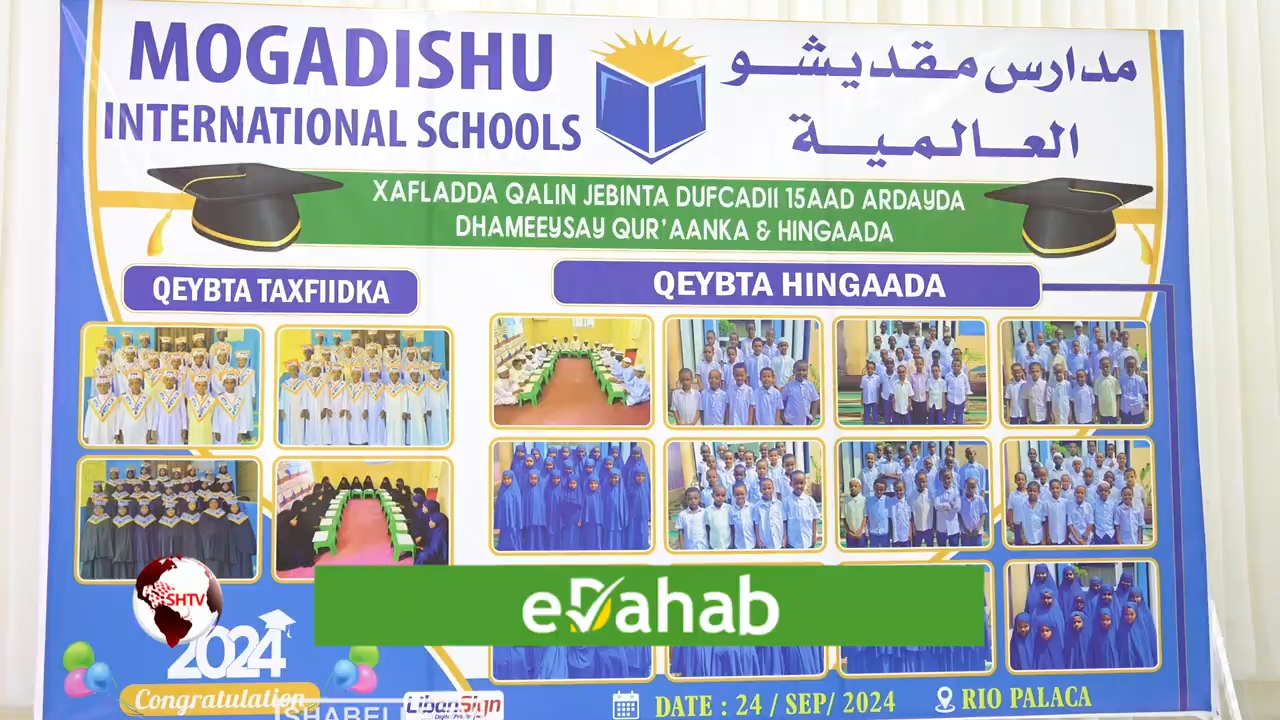 MOGADISHU
INTERNATIONAL SCHOOLS
مدارس مقديشو
العالمية
XAFLADDA QALIN JEBINTA DUFCADII 15AAD ARDAYDA
DHAMEEYSAY QUR'AANKA & HINGAADA
QEYBTA TAXFIIDKA
QEYBTA HINGAADA
SHTV
eDahab
2024
Congratulation
LibanSign
SHABELLE
DATE : 24 / SEP/ 2024
RIO PALACA